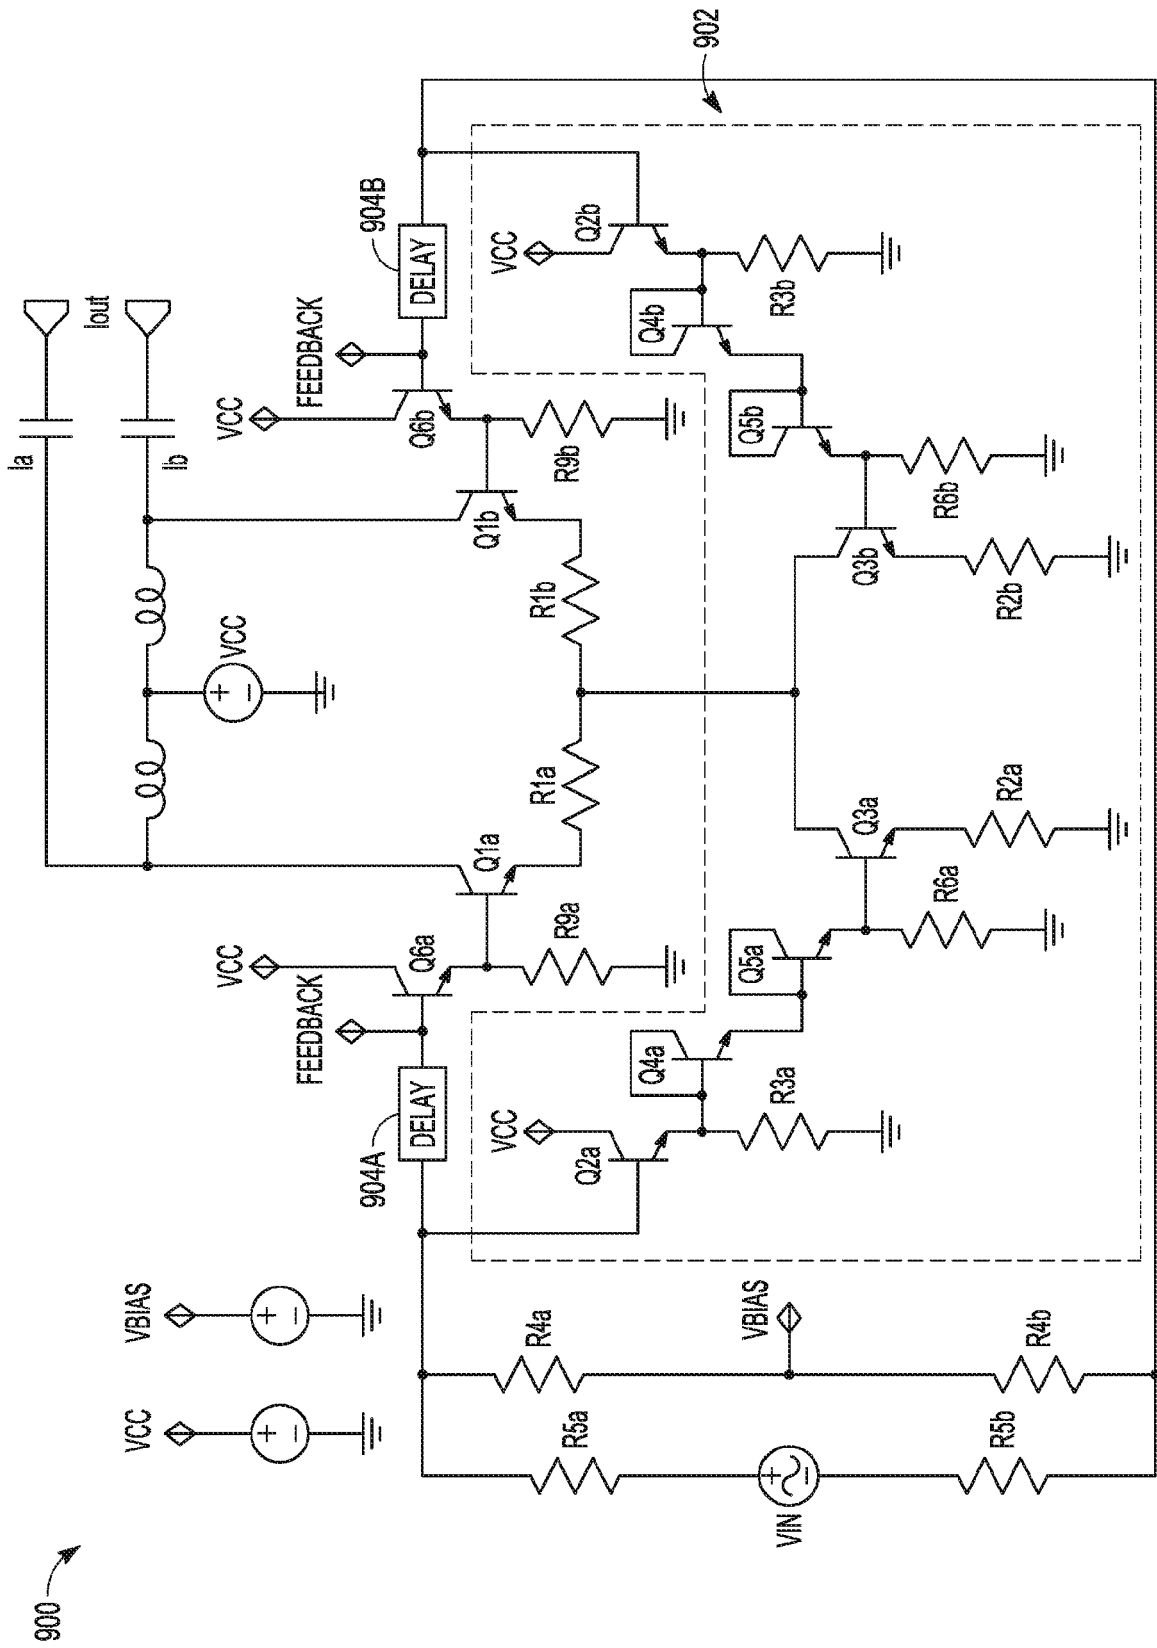 900
902
Ia
Iout
Ib
VCC
FEEDBACK
904B
DELAY
Q6b
R9b
Q1b
R1b
VCC
Q2b
Q4b
R3b
Q5b
R6b
Q3b
R2b
VCC
R1a
Q1a
R2a
Q3a
VCC
FEEDBACK
Q6a
R9a
R6a
Q5a
904A
DELAY
Q4a
R3a
VCC
Q2a
VBIAS
VCC
R4a
VBIAS
R4b
R5a
VIN
R5b